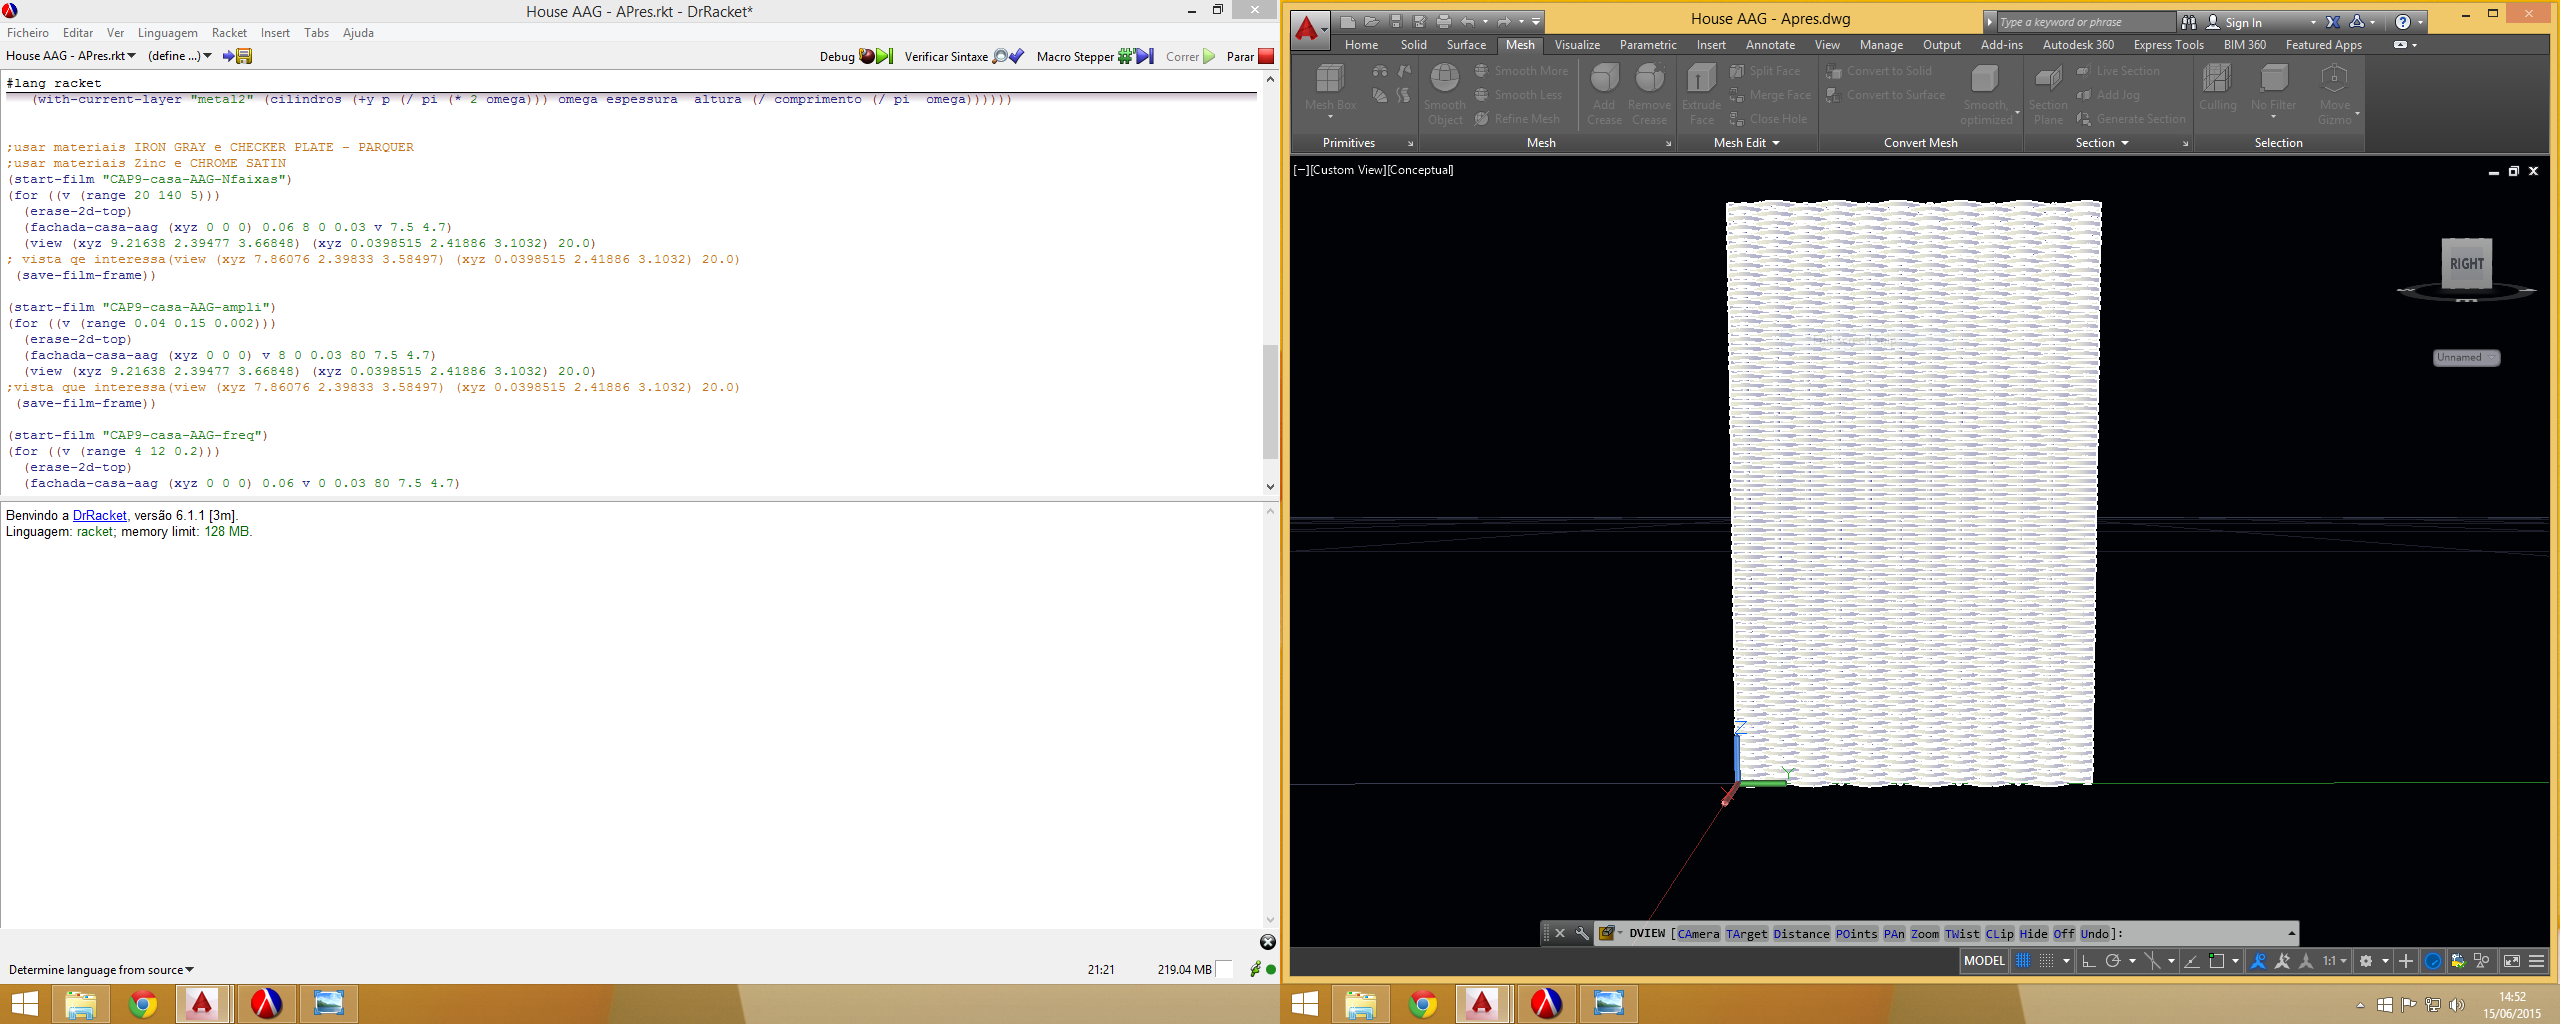 House AAG - APres.rkt - DrRacket*
Ficheiro Editar Ver Linguagem Racket Insert Tabs Ajuda
House AAG - APres.rkt (define ...) Debug Verificar Sintaxe Macro Stepper Correr Parar
#lang racket
(with-current-layer "metal2" (cilindros (+y p (/ pi (* 2 omega))) omega espessura  altura (/ comprimento (/ pi  omega))))))
;usar materiais IRON GRAY e CHECKER PLATE - PARQUER
;usar materiais Zinc e CHROME SATIN
(start-film "CAP9-casa-AAG-Nfaixas")
(for ((v (range 20 140 5)))
(erase-2d-top)
(fachada-casa-aag (xyz 0 0 0) 0.06 8 0 0.03 v 7.5 4.7)
(view (xyz 9.21638 2.39477 3.66848) (xyz 0.0398515 2.41886 3.1032) 20.0)
; vista qe interessa(view (xyz 7.86076 2.39833 3.58497) (xyz 0.0398515 2.41886 3.1032) 20.0)
(save-film-frame))
(start-film "CAP9-casa-AAG-ampli")
(for ((v (range 0.04 0.15 0.002)))
(erase-2d-top)
(fachada-casa-aag (xyz 0 0 0) v 8 0 0.03 80 7.5 4.7)
(view (xyz 9.21638 2.39477 3.66848) (xyz 0.0398515 2.41886 3.1032) 20.0)
;vista que interessa(view (xyz 7.86076 2.39833 3.58497) (xyz 0.0398515 2.41886 3.1032) 20.0)
(save-film-frame))
(start-film "CAP9-casa-AAG-freq")
(for ((v (range 4 12 0.2)))
(erase-2d-top)
(fachada-casa-aag (xyz 0 0 0) 0.06 v 0 0.03 80 7.5 4.7)
Benvindo a DrRacket, versão 6.1.1 [3m].
Linguagem: racket; memory limit: 128 MB.
Determine language from source 21:21 219.04 MB
House AAG - Apres.dwg Type a keyword or phrase Sign In
Home Solid Surface Mesh Visualize Parametric Insert Annotate View Manage Output Add-ins Autodesk 360 Express Tools BIM 360 Featured Apps
Mesh Box
Smooth Object
Smooth More
Smooth Less
Refine Mesh
Add Crease
Remove Crease
Extrude Face
Split Face
Merge Face
Close Hole
Convert to Solid
Convert to Surface
Smooth, optimized
Section Plane
Live Section
Add Jog
Generate Section
Culling
No Filter
Move Gizmo
Primitives Mesh Mesh Edit Convert Mesh Section Selection
[−][Custom View][Conceptual]
RIGHT
Unnamed
Z
Y
X
DVIEW [CAmera TArget Distance POints PAn Zoom TWist CLip Hide Off Undo]:
MODEL 1:1
14:52
15/06/2015